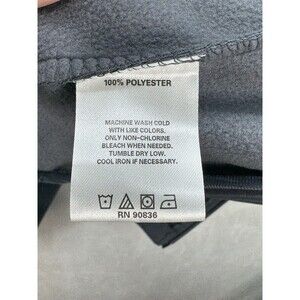 100% POLYESTER
MACHINE WASH COLD
WITH LIKE COLORS.
ONLY NON-CHLORINE
BLEACH WHEN NEEDED.
TUMBLE DRY LOW.
COOL IRON IF NECESSARY.
RN 90836